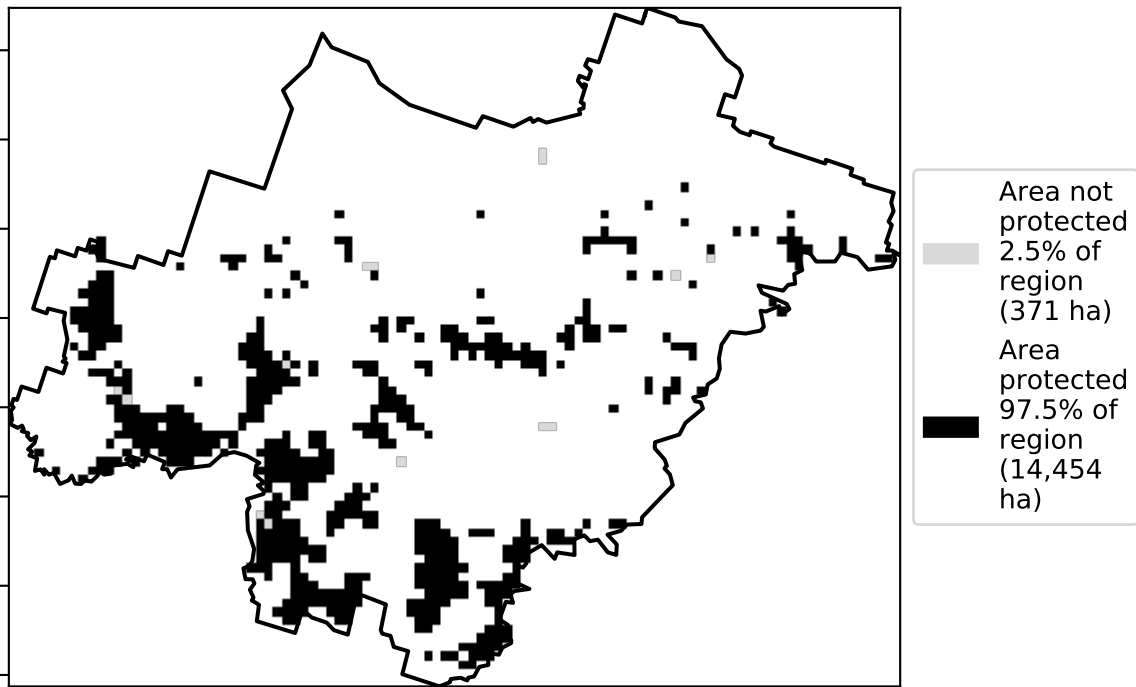 Area not
protected
2.5% of
region
(371 ha)
Area
protected
97.5% of
region
(14,454
ha)